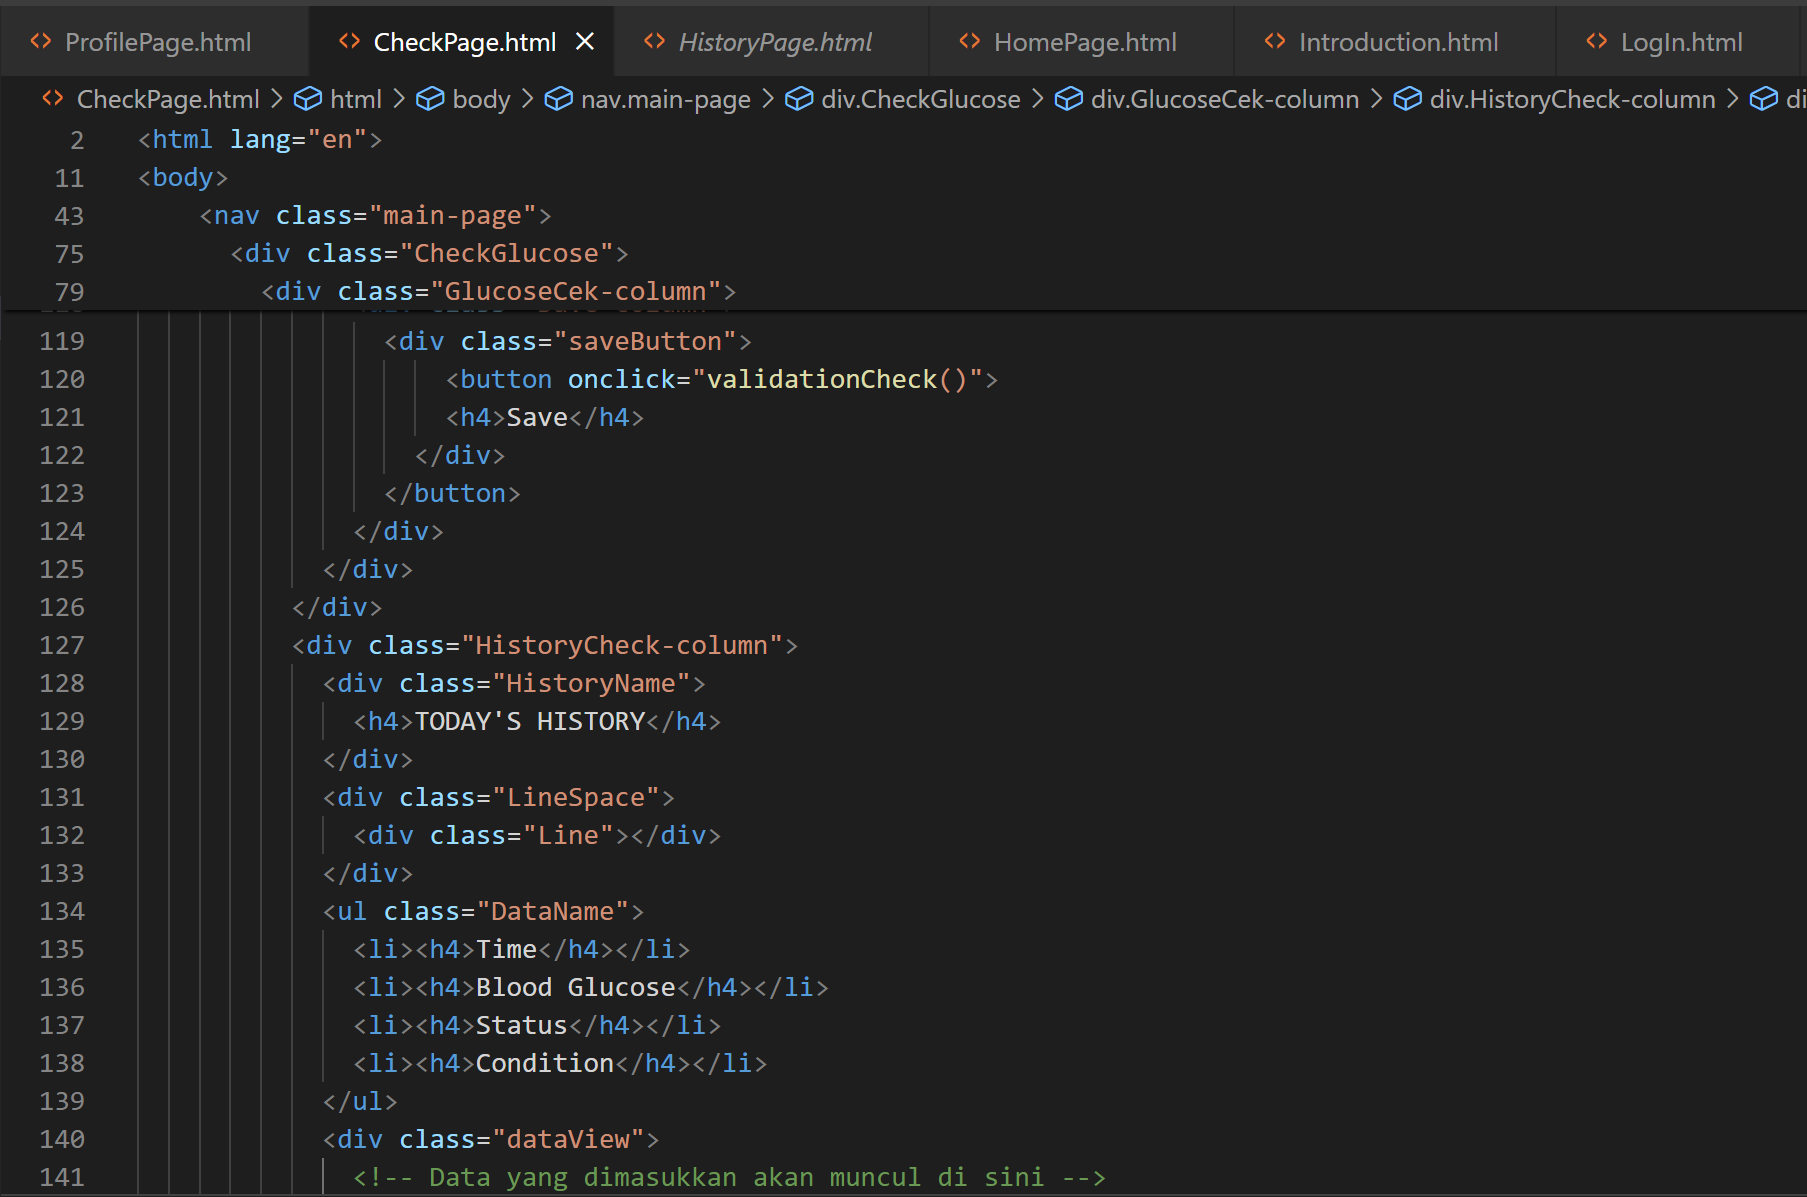 ProfilePage.html CheckPage.html HistoryPage.html HomePage.html Introduction.html LogIn.html
CheckPage.html > html > body > nav.main-page > div.CheckGlucose > div.GlucoseCek-column > div.HistoryCheck-column > di
2 <html lang="en">
11 <body>
43 <nav class="main-page">
75 <div class="CheckGlucose">
79 <div class="GlucoseCek-column">
119 <div class="saveButton">
120 <button onclick="validationCheck()">
121 <h4>Save</h4>
122 </div>
123 </button>
124 </div>
125 </div>
126 </div>
127 <div class="HistoryCheck-column">
128 <div class="HistoryName">
129 <h4>TODAY'S HISTORY</h4>
130 </div>
131 <div class="LineSpace">
132 <div class="Line"></div>
133 </div>
134 <ul class="DataName">
135 <li><h4>Time</h4></li>
136 <li><h4>Blood Glucose</h4></li>
137 <li><h4>Status</h4></li>
138 <li><h4>Condition</h4></li>
139 </ul>
140 <div class="dataView">
141 <!-- Data yang dimasukkan akan muncul di sini -->